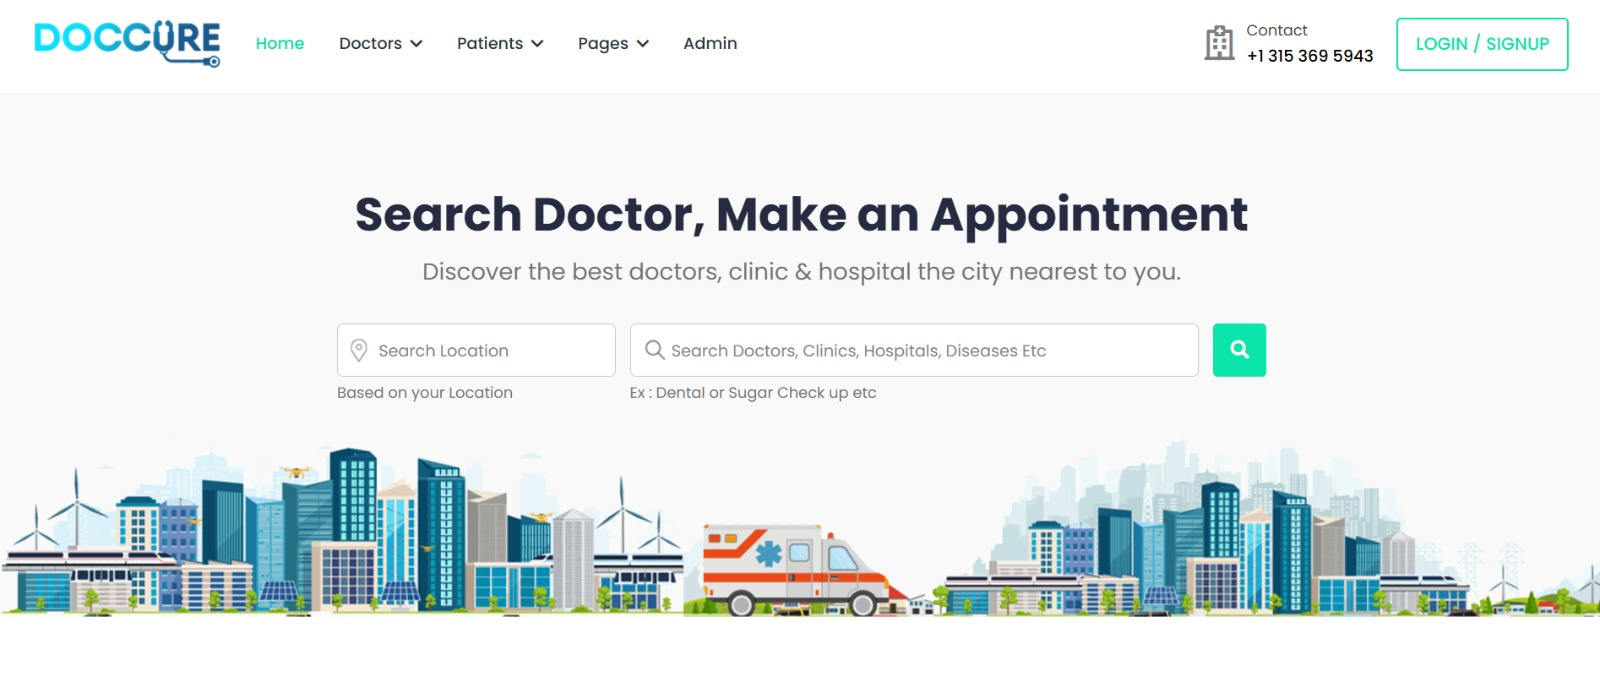 DOCCURE
Home Doctors Patients Pages Admin
Contact
+1 315 369 5943
LOGIN / SIGNUP
Search Doctor, Make an Appointment
Discover the best doctors, clinic & hospital the city nearest to you.
Search Location
Search Doctors, Clinics, Hospitals, Diseases Etc
Based on your Location
Ex : Dental or Sugar Check up etc